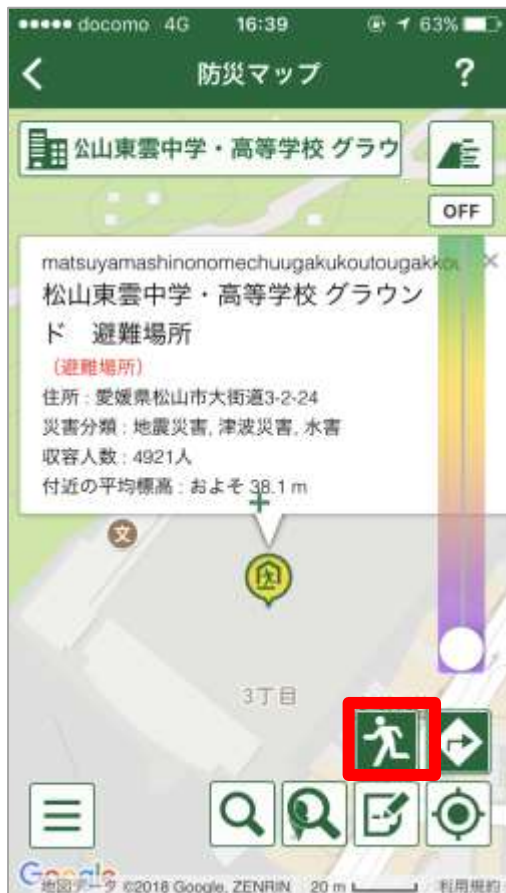 docomo 4G 16:39 63%
防災マップ ?
公山東雲中学・高等学校 グラウ
OFF
matsuyamashinonomechuugakukoutougakkou ×
松山東雲中学・高等学校 グラウン
ド 避難場所
(避難場所)
住所 : 愛媛県松山市大街道3-2-24
災害分類 : 地震災害, 津波災害, 水害
収容人数 : 4921人
付近の平均標高 : およそ 38.1 m
文
3丁目
Google
地図データ ©2018 Google, ZENRIN 20 m 利用規約